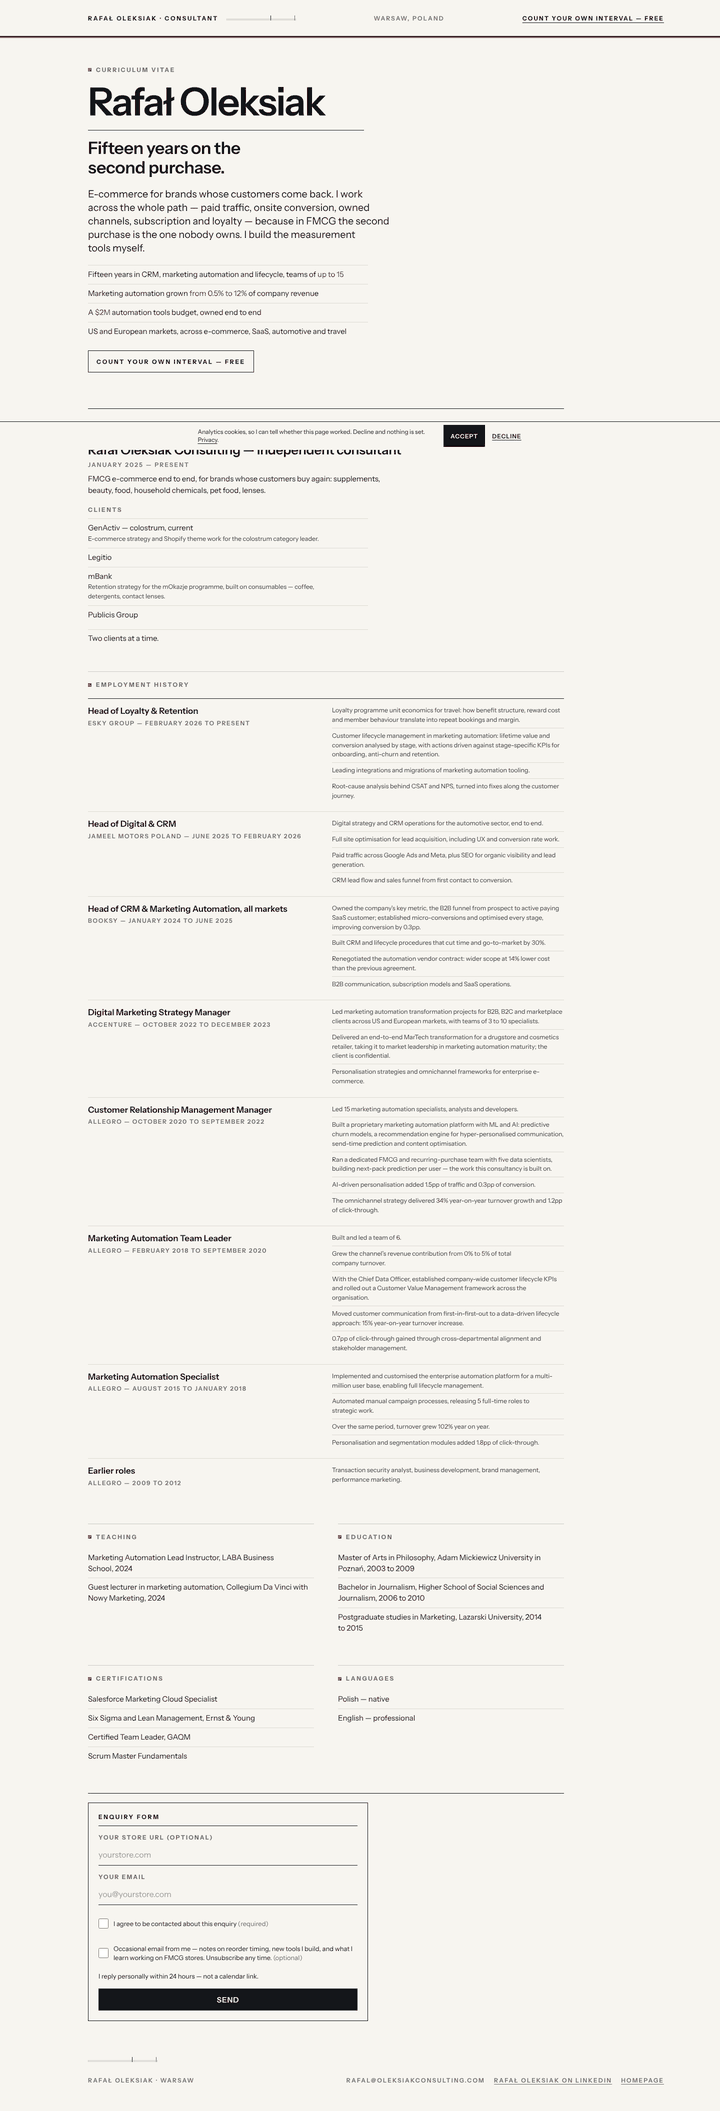 RAFAŁ OLEKSIAK · CONSULTANT
WARSAW, POLAND
COUNT YOUR OWN INTERVAL — FREE
CURRICULUM VITAE
Rafał Oleksiak
Fifteen years on the
second purchase.
E-commerce for brands whose customers come back. I work
across the whole path — paid traffic, onsite conversion, owned
channels, subscription and loyalty — because in FMCG the second
purchase is the one nobody owns. I build the measurement
tools myself.
Fifteen years in CRM, marketing automation and lifecycle, teams of up to 15
Marketing automation grown from 0.5% to 12% of company revenue
A $2M automation tools budget, owned end to end
US and European markets, across e-commerce, SaaS, automotive and travel
COUNT YOUR OWN INTERVAL — FREE
Analytics cookies, so I can tell whether this page worked. Decline and nothing is set.
Privacy.
ACCEPT
DECLINE
Rafał Oleksiak Consulting — independent consultant
JANUARY 2025 — PRESENT
FMCG e-commerce end to end, for brands whose customers buy again: supplements,
beauty, food, household chemicals, pet food, lenses.
CLIENTS
GenActiv — colostrum, current
E-commerce strategy and Shopify theme work for the colostrum category leader.
Legitio
mBank
Retention strategy for the mOkazje programme, built on consumables — coffee,
detergents, contact lenses.
Publicis Group
Two clients at a time.
EMPLOYMENT HISTORY
Head of Loyalty & Retention
ESKY GROUP — FEBRUARY 2026 TO PRESENT
Loyalty programme unit economics for travel: how benefit structure, reward cost
and member behaviour translate into repeat bookings and margin.
Customer lifecycle management in marketing automation: lifetime value and
conversion analysed by stage, with actions driven against stage-specific KPIs for
onboarding, anti-churn and retention.
Leading integrations and migrations of marketing automation tooling.
Root-cause analysis behind CSAT and NPS, turned into fixes along the customer
journey.
Head of Digital & CRM
JAMEEL MOTORS POLAND — JUNE 2025 TO FEBRUARY 2026
Digital strategy and CRM operations for the automotive sector, end to end.
Full site optimisation for lead acquisition, including UX and conversion rate work.
Paid traffic across Google Ads and Meta, plus SEO for organic visibility and lead
generation.
CRM lead flow and sales funnel from first contact to conversion.
Head of CRM & Marketing Automation, all markets
BOOKSY — JANUARY 2024 TO JUNE 2025
Owned the company's key metric, the B2B funnel from prospect to active paying
SaaS customer; established micro-conversions and optimised every stage,
improving conversion by 0.3pp.
Built CRM and lifecycle procedures that cut time and go-to-market by 30%.
Renegotiated the automation vendor contract: wider scope at 14% lower cost
than the previous agreement.
B2B communication, subscription models and SaaS operations.
Digital Marketing Strategy Manager
ACCENTURE — OCTOBER 2022 TO DECEMBER 2023
Led marketing automation transformation projects for B2B, B2C and marketplace
clients across US and European markets, with teams of 3 to 10 specialists.
Delivered an end-to-end MarTech transformation for a drugstore and cosmetics
retailer, taking it to market leadership in marketing automation maturity; the
client is confidential.
Personalisation strategies and omnichannel frameworks for enterprise e-
commerce.
Customer Relationship Management Manager
ALLEGRO — OCTOBER 2020 TO SEPTEMBER 2022
Led 15 marketing automation specialists, analysts and developers.
Built a proprietary marketing automation platform with ML and AI: predictive
churn models, a recommendation engine for hyper-personalised communication,
send-time prediction and content optimisation.
Ran a dedicated FMCG and recurring-purchase team with five data scientists,
building next-pack prediction per user — the work this consultancy is built on.
AI-driven personalisation added 1.5pp of traffic and 0.3pp of conversion.
The omnichannel strategy delivered 34% year-on-year turnover growth and 1.2pp
of click-through.
Marketing Automation Team Leader
ALLEGRO — FEBRUARY 2018 TO SEPTEMBER 2020
Built and led a team of 6.
Grew the channel's revenue contribution from 0% to 5% of total
company turnover.
With the Chief Data Officer, established company-wide customer lifecycle KPIs
and rolled out a Customer Value Management framework across the
organisation.
Moved customer communication from first-in-first-out to a data-driven lifecycle
approach: 15% year-on-year turnover increase.
0.7pp of click-through gained through cross-departmental alignment and
stakeholder management.
Marketing Automation Specialist
ALLEGRO — AUGUST 2015 TO JANUARY 2018
Implemented and customised the enterprise automation platform for a multi-
million user base, enabling full lifecycle management.
Automated manual campaign processes, releasing 5 full-time roles to
strategic work.
Over the same period, turnover grew 102% year on year.
Personalisation and segmentation modules added 1.8pp of click-through.
Earlier roles
ALLEGRO — 2009 TO 2012
Transaction security analyst, business development, brand management,
performance marketing.
TEACHING
Marketing Automation Lead Instructor, LABA Business
School, 2024
Guest lecturer in marketing automation, Collegium Da Vinci with
Nowy Marketing, 2024
EDUCATION
Master of Arts in Philosophy, Adam Mickiewicz University in
Poznań, 2003 to 2009
Bachelor in Journalism, Higher School of Social Sciences and
Journalism, 2006 to 2010
Postgraduate studies in Marketing, Lazarski University, 2014
to 2015
CERTIFICATIONS
Salesforce Marketing Cloud Specialist
Six Sigma and Lean Management, Ernst & Young
Certified Team Leader, GAQM
Scrum Master Fundamentals
LANGUAGES
Polish — native
English — professional
ENQUIRY FORM
YOUR STORE URL (OPTIONAL)
yourstore.com
YOUR EMAIL
you@yourstore.com
I agree to be contacted about this enquiry (required)
Occasional email from me — notes on reorder timing, new tools I build, and what I
learn working on FMCG stores. Unsubscribe any time. (optional)
I reply personally within 24 hours — not a calendar link.
SEND
RAFAŁ OLEKSIAK · WARSAW
RAFAL@OLEKSIAKCONSULTING.COM
RAFAŁ OLEKSIAK ON LINKEDIN
HOMEPAGE